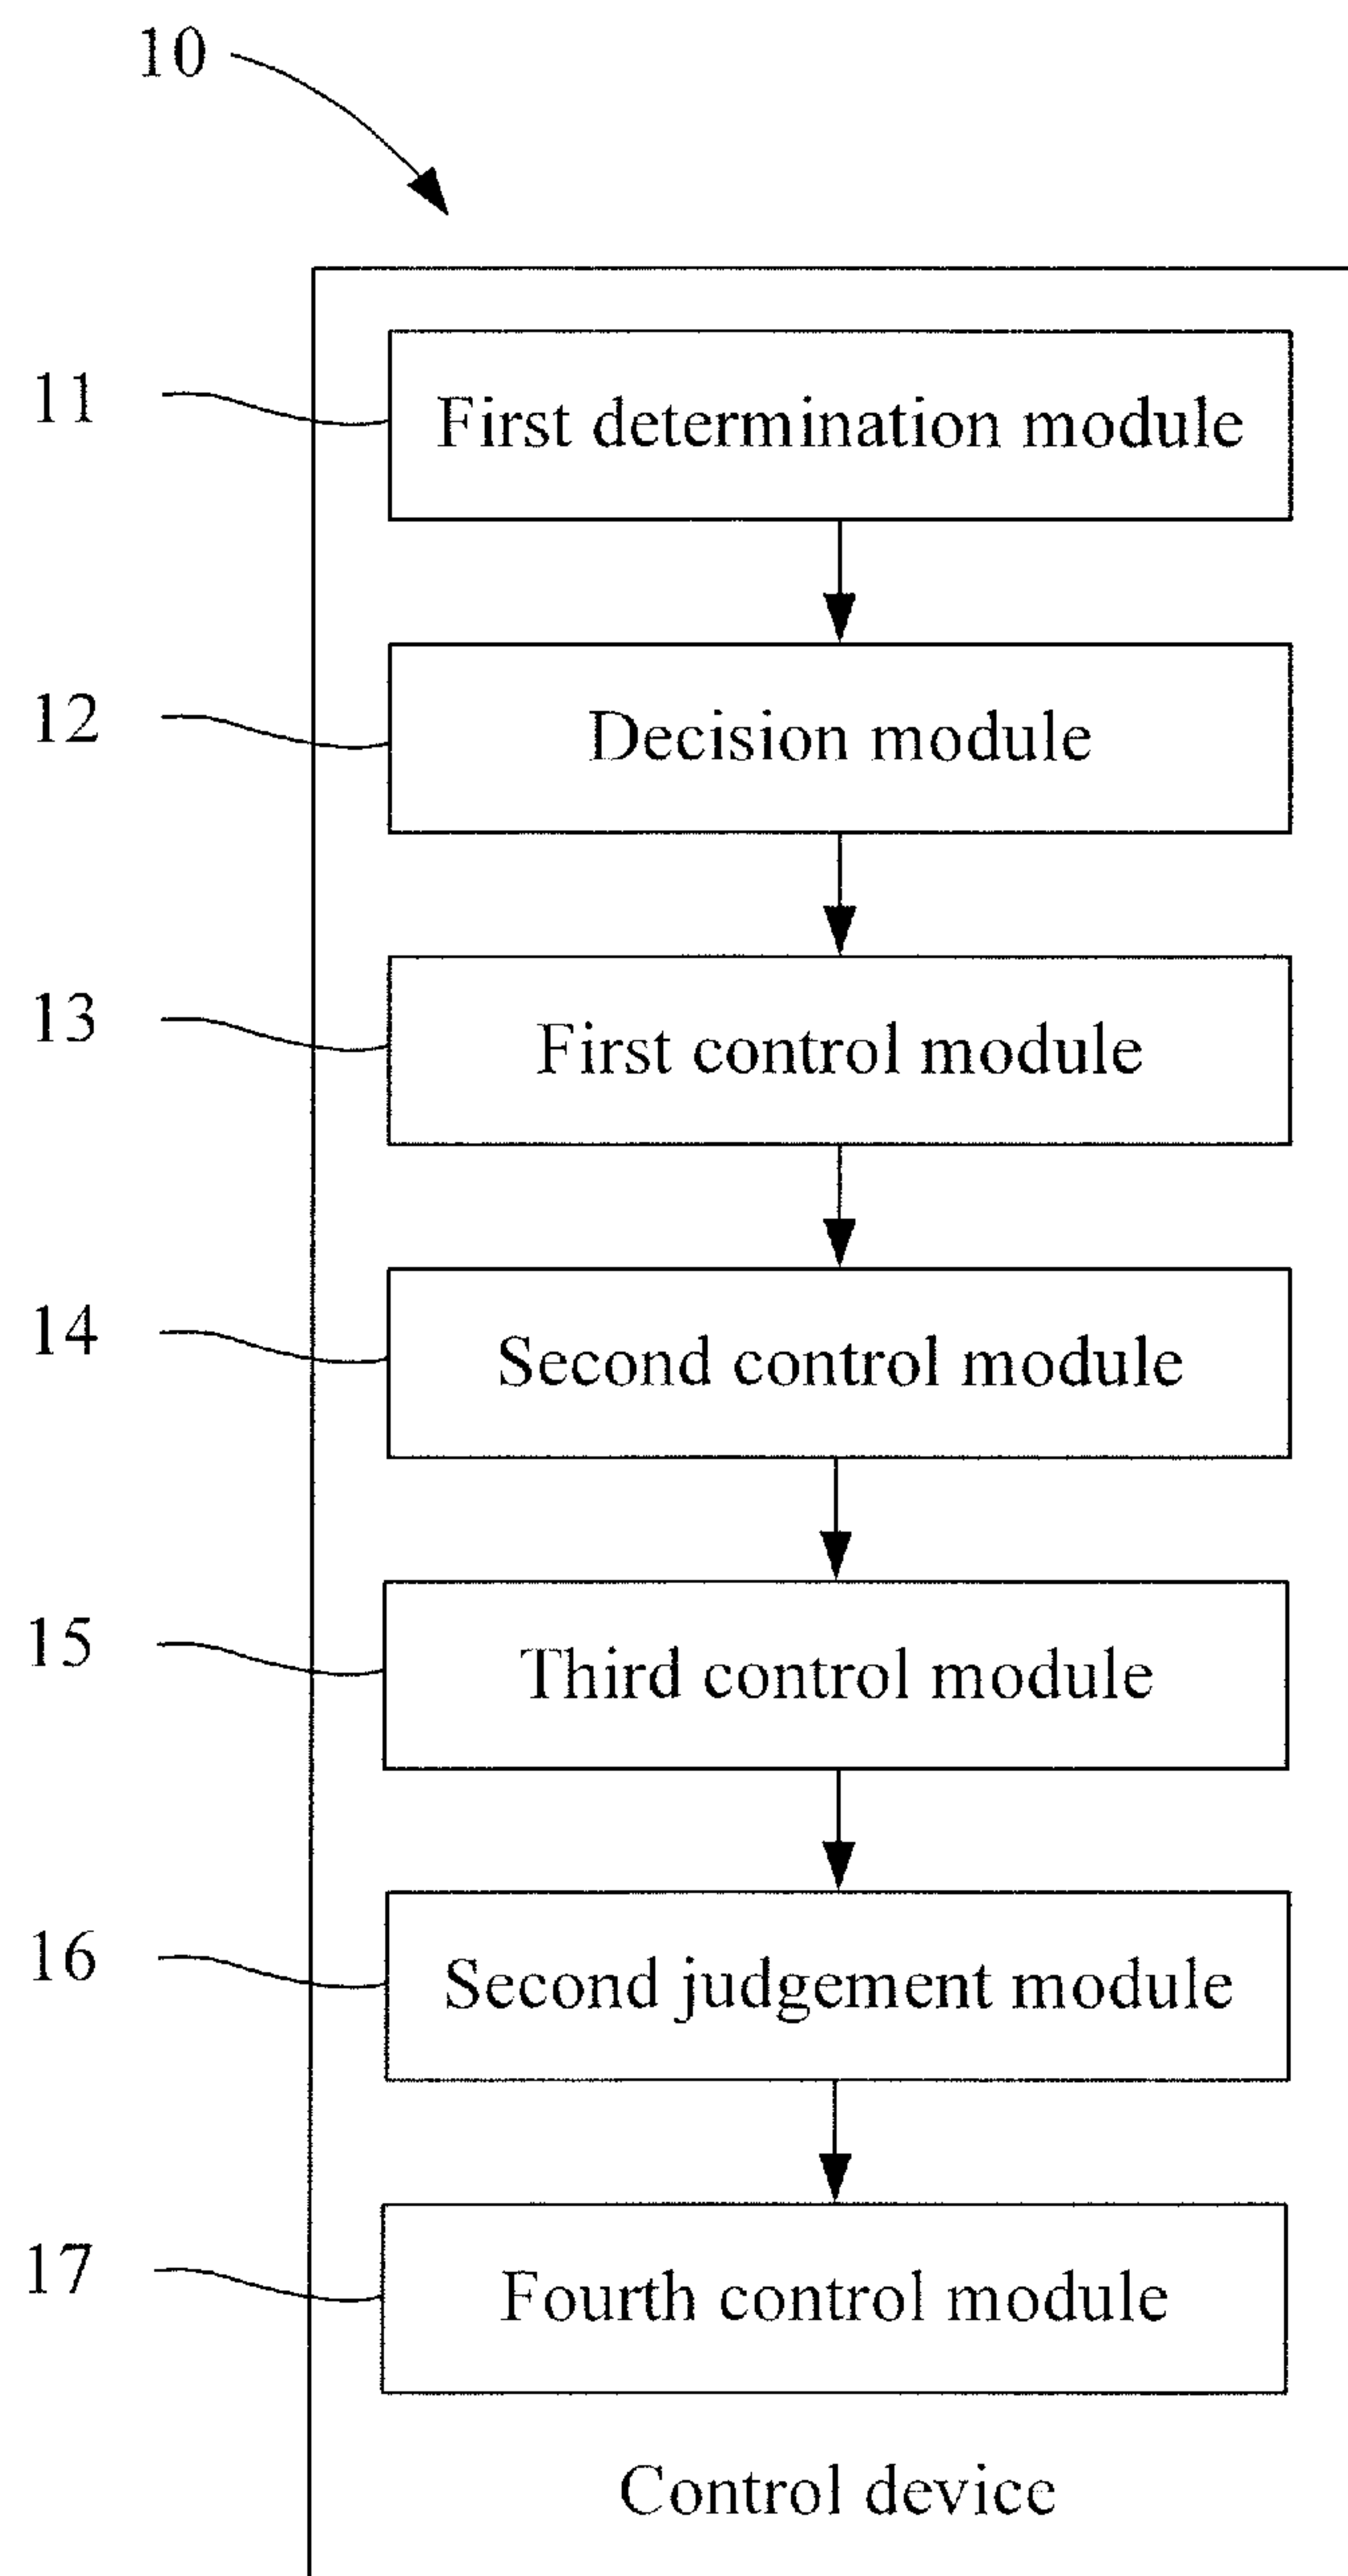 10
11
First determination module
12
Decision module
13
First control module
14
Second control module
15
Third control module
16
Second judgement module
17
Fourth control module
Control device